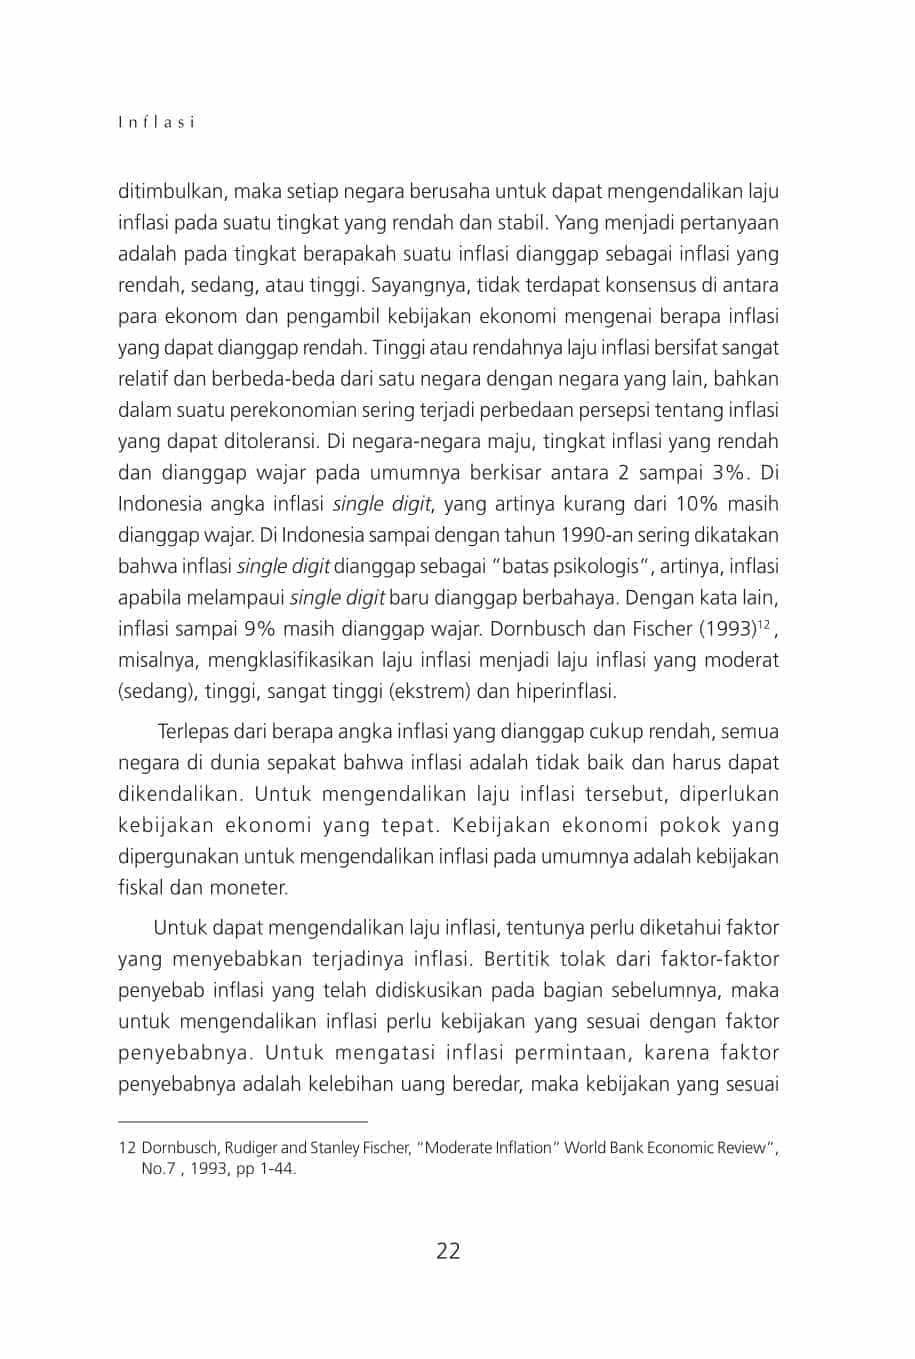 Inflasi
ditimbulkan, maka setiap negara berusaha untuk dapat mengendalikan laju
inflasi pada suatu tingkat yang rendah dan stabil. Yang menjadi pertanyaan
adalah pada tingkat berapakah suatu inflasi dianggap sebagai inflasi yang
rendah, sedang, atau tinggi. Sayangnya, tidak terdapat konsensus di antara
para ekonom dan pengambil kebijakan ekonomi mengenai berapa inflasi
yang dapat dianggap rendah. Tinggi atau rendahnya laju inflasi bersifat sangat
relatif dan berbeda-beda dari satu negara dengan negara yang lain, bahkan
dalam suatu perekonomian sering terjadi perbedaan persepsi tentang inflasi
yang dapat ditoleransi. Di negara-negara maju, tingkat inflasi yang rendah
dan dianggap wajar pada umumnya berkisar antara 2 sampai 3%. Di
Indonesia angka inflasi single digit, yang artinya kurang dari 10% masih
dianggap wajar. Di Indonesia sampai dengan tahun 1990-an sering dikatakan
bahwa inflasi single digit dianggap sebagai “batas psikologis”, artinya, inflasi
apabila melampaui single digit baru dianggap berbahaya. Dengan kata lain,
inflasi sampai 9% masih dianggap wajar. Dornbusch dan Fischer (1993)¹² ,
misalnya, mengklasifikasikan laju inflasi menjadi laju inflasi yang moderat
(sedang), tinggi, sangat tinggi (ekstrem) dan hiperinflasi.
Terlepas dari berapa angka inflasi yang dianggap cukup rendah, semua
negara di dunia sepakat bahwa inflasi adalah tidak baik dan harus dapat
dikendalikan. Untuk mengendalikan laju inflasi tersebut, diperlukan
kebijakan ekonomi yang tepat. Kebijakan ekonomi pokok yang
dipergunakan untuk mengendalikan inflasi pada umumnya adalah kebijakan
fiskal dan moneter.
Untuk dapat mengendalikan laju inflasi, tentunya perlu diketahui faktor
yang menyebabkan terjadinya inflasi. Bertitik tolak dari faktor-faktor
penyebab inflasi yang telah didiskusikan pada bagian sebelumnya, maka
untuk mengendalikan inflasi perlu kebijakan yang sesuai dengan faktor
penyebabnya. Untuk mengatasi inflasi permintaan, karena faktor
penyebabnya adalah kelebihan uang beredar, maka kebijakan yang sesuai
12 Dornbusch, Rudiger and Stanley Fischer, “Moderate Inflation” World Bank Economic Review”,
No.7 , 1993, pp 1-44.
22